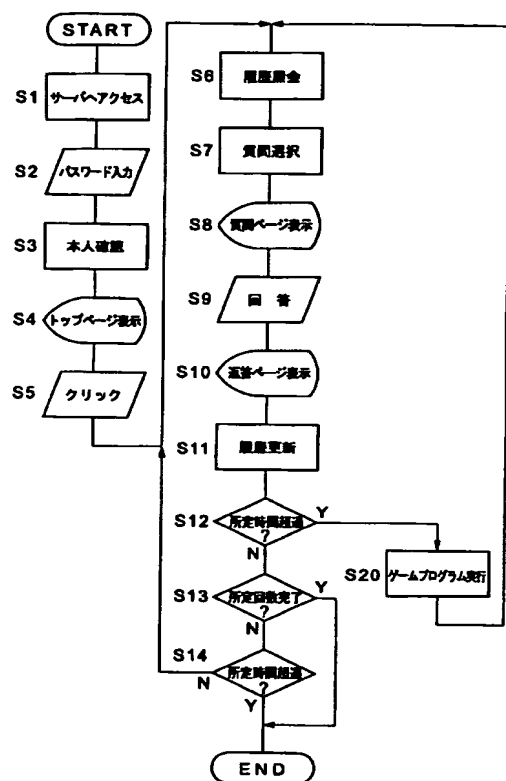 START
S1 サーバへアクセス
S2 パスワード入力
S3 本人確認
S4 トップページ表示
S5 クリック
S6 履歴照会
S7 質問選択
S8 質問ページ表示
S9 回 答
S10 返答ページ表示
S11 履歴更新
S12 所定時間超過
?
Y
N
S20 ゲームプログラム実行
S13 所定回数完了
?
Y
N
S14 所定時間超過
?
N
Y
END